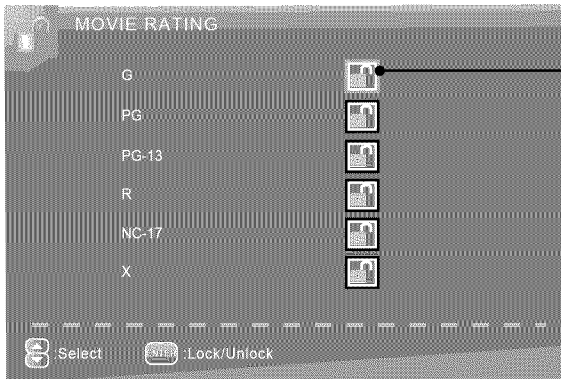 MOVIE RATING
G
PG
PG-13
R
NC-17
X
:Select ENTER :Lock/Unlock